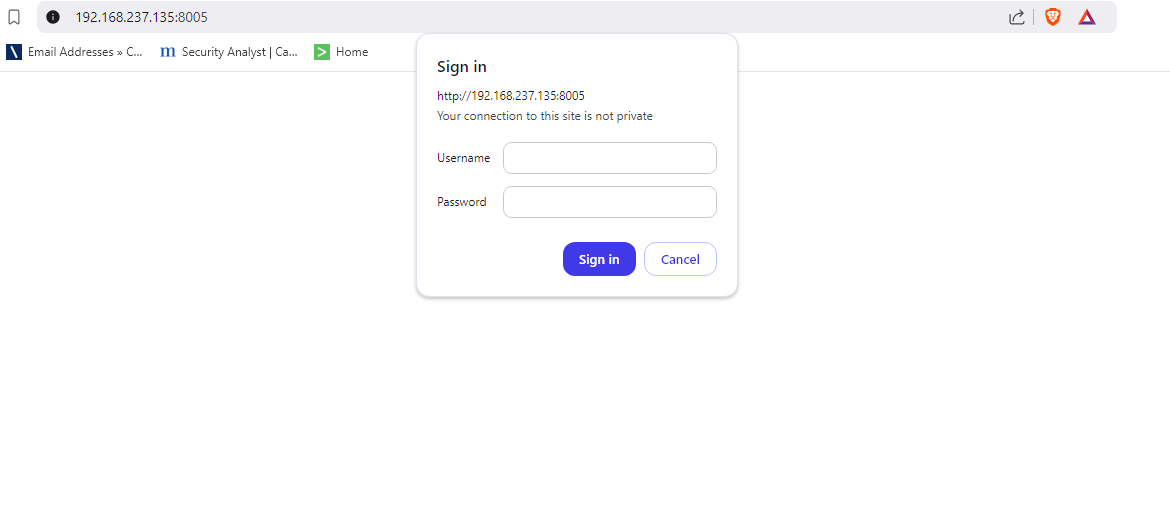 192.168.237.135:8005
Email Addresses » C... m Security Analyst | Ca... > Home
Sign in
http://192.168.237.135:8005
Your connection to this site is not private
Username
Password
Sign in Cancel